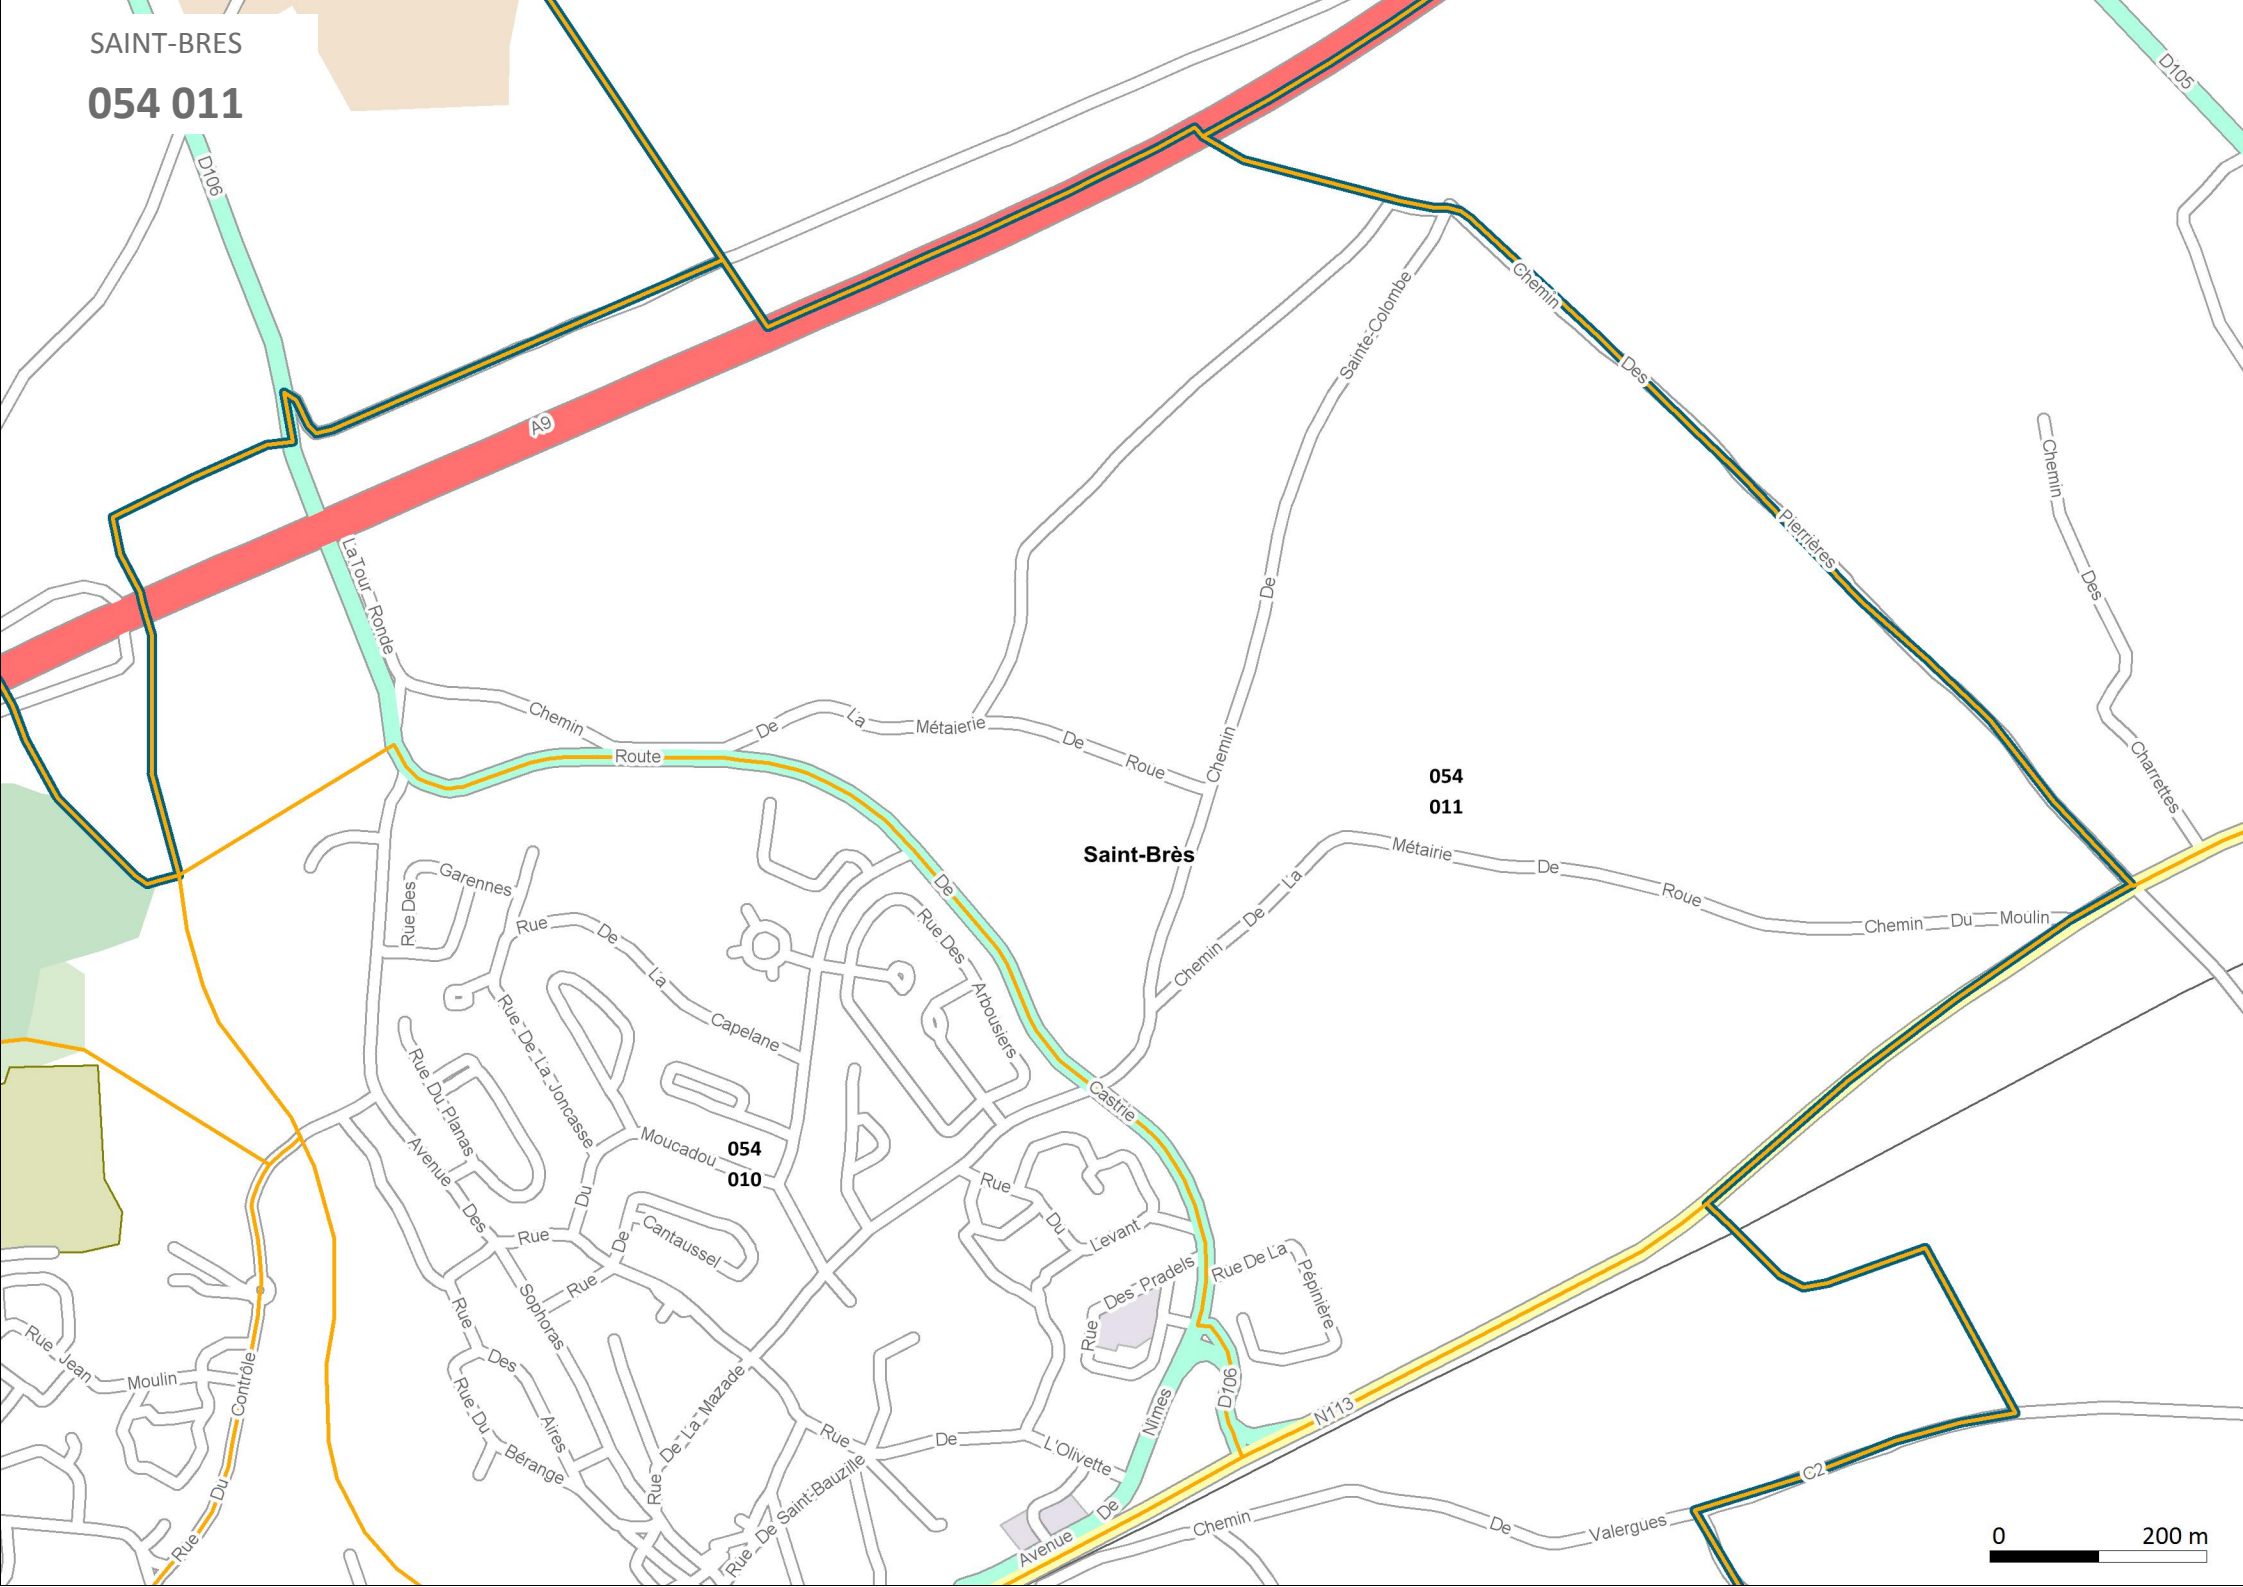 SAINT-BRES
054 011
D106
D105
A9
La Tour Ronde
Chemin Des Pierrières
Chemin De Sainte-Colombe
Chemin Des Charrettes
Chemin De La Métaierie De Roue
Route De Castrie
054
011
Saint-Brès
Chemin De La Métairie De Roue
Chemin Du Moulin
Rue Des Garennes
Rue De La Capelane
Rue Des Arbousiers
Rue De La Joncasse
Rue Du Planas
Avenue Des Sophoras
Rue Du Moucadou
054
010
Rue De Cantaussel
Rue
Rue Du Levant
Rue Des Pradels
Rue De La Pépinière
Rue Jean Moulin
Rue Du Contrôle
Rue Des Aires
Rue Du Bérange
Rue De La Mazade
Rue De L'Olivette
Rue De Saint-Bauzille
Avenue De Nîmes
D106
N113
Chemin De Valergues
C2
0 200 m